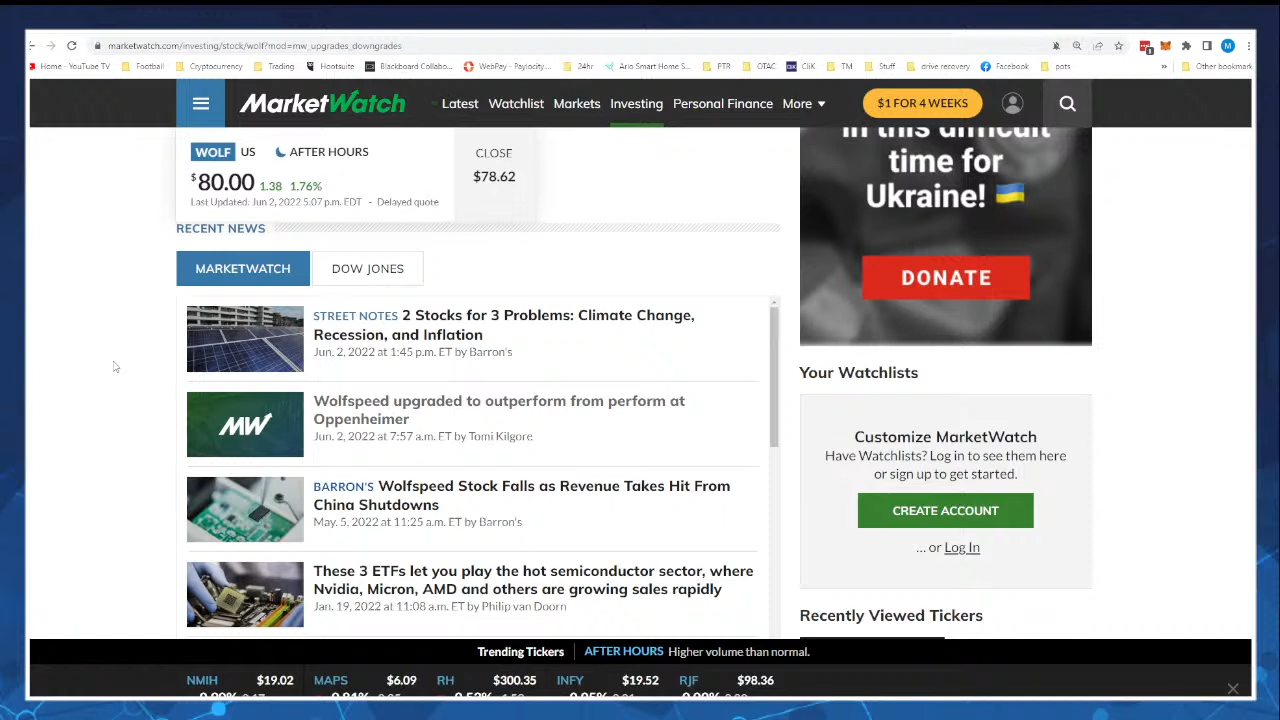 marketwatch.com/investing/stock/wolf?mod=mw_upgrades_downgrades
Home - YouTube TV Football Cryptocurrency Trading Hootsuite Blackboard Collabo... WebPay - Paylocity... 24hr Arlo Smart Home S... PTR OTAC CliK TM Stuff drive recovery Facebook pots » Other bookmark
MarketWatch Latest Watchlist Markets Investing Personal Finance More $1 FOR 4 WEEKS
WOLF US AFTER HOURS
$80.00 1.38 1.76%
Last Updated: Jun 2, 2022 5:07 p.m. EDT - Delayed quote
CLOSE
$78.62
RECENT NEWS
MARKETWATCH DOW JONES
STREET NOTES 2 Stocks for 3 Problems: Climate Change,
Recession, and Inflation
Jun. 2, 2022 at 1:45 p.m. ET by Barron's
MW
Wolfspeed upgraded to outperform from perform at
Oppenheimer
Jun. 2, 2022 at 7:57 a.m. ET by Tomi Kilgore
BARRON'S Wolfspeed Stock Falls as Revenue Takes Hit From
China Shutdowns
May. 5, 2022 at 11:25 a.m. ET by Barron's
These 3 ETFs let you play the hot semiconductor sector, where
Nvidia, Micron, AMD and others are growing sales rapidly
Jan. 19, 2022 at 11:08 a.m. ET by Philip van Doorn
in this difficult
time for
Ukraine!
DONATE
Your Watchlists
Customize MarketWatch
Have Watchlists? Log in to see them here
or sign up to get started.
CREATE ACCOUNT
... or Log In
Recently Viewed Tickers
Trending Tickers AFTER HOURS Higher volume than normal.
NMIH $19.02 MAPS $6.09 RH $300.35 INFY $19.52 RJF $98.36